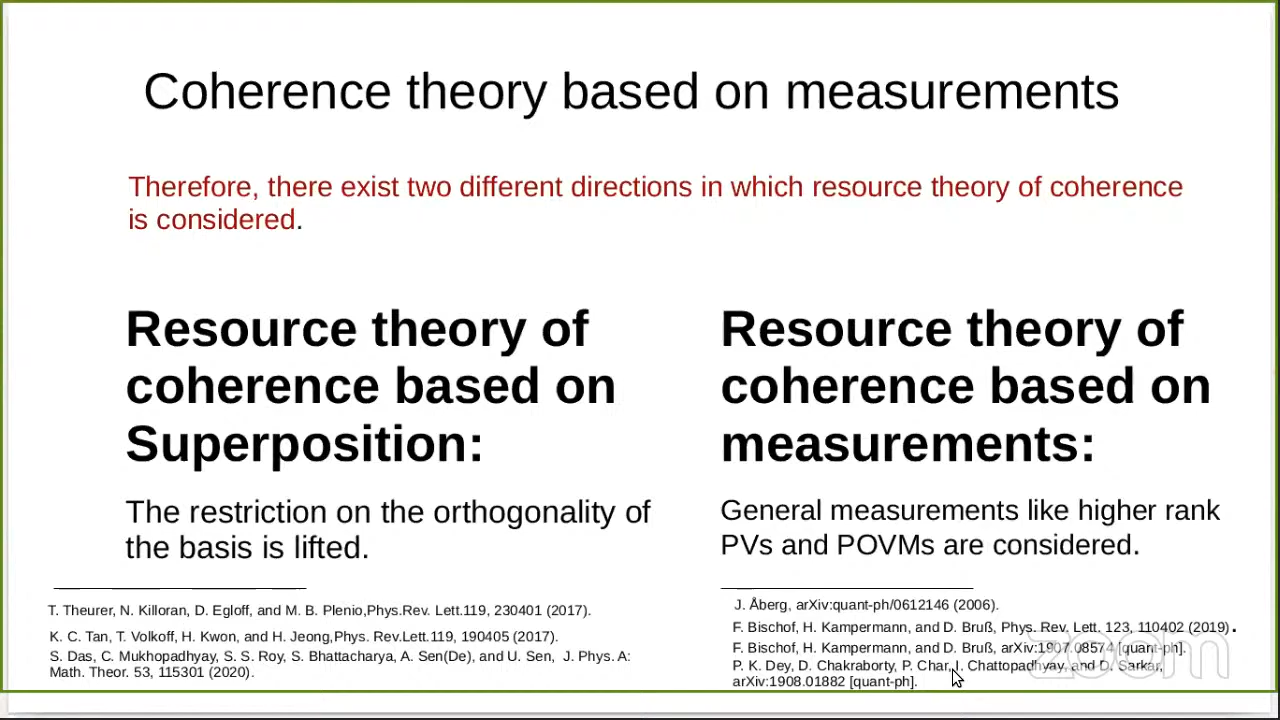 Coherence theory based on measurements
Therefore, there exist two different directions in which resource theory of coherence
is considered.
Resource theory of
coherence based on
Superposition:
The restriction on the orthogonality of
the basis is lifted.
T. Theurer, N. Killoran, D. Egloff, and M. B. Plenio,Phys.Rev. Lett.119, 230401 (2017).
K. C. Tan, T. Volkoff, H. Kwon, and H. Jeong,Phys. Rev.Lett.119, 190405 (2017).
S. Das, C. Mukhopadhyay, S. S. Roy, S. Bhattacharya, A. Sen(De), and U. Sen, J. Phys. A:
Math. Theor. 53, 115301 (2020).
Resource theory of
coherence based on
measurements:
General measurements like higher rank
PVs and POVMs are considered.
J. Åberg, arXiv:quant-ph/0612146 (2006).
F. Bischof, H. Kampermann, and D. Bruß, Phys. Rev. Lett. 123, 110402 (2019).
F. Bischof, H. Kampermann, and D. Bruß, arXiv:1907.08574 [quant-ph].
P. K. Dey, D. Chakraborty, P. Char, I. Chattopadhyay, and D. Sarkar,
arXiv:1908.01882 [quant-ph].
zoom